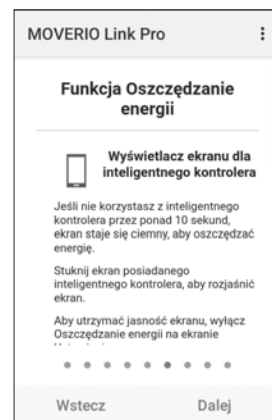 MOVERIO Link Pro
Funkcja Oszczędzanie
energii
Wyświetlacz ekranu dla
inteligentnego kontrolera
Jeśli nie korzystasz z inteligentnego
kontrolera przez ponad 10 sekund,
ekran staje się ciemny, aby oszczędzać
energię.
Stuknij ekran posiadanego
inteligentnego kontrolera, aby rozjaśnić
ekran.
Aby utrzymać jasność ekranu, wyłącz
Oszczędzanie energii na ekranie
Wstecz
Dalej